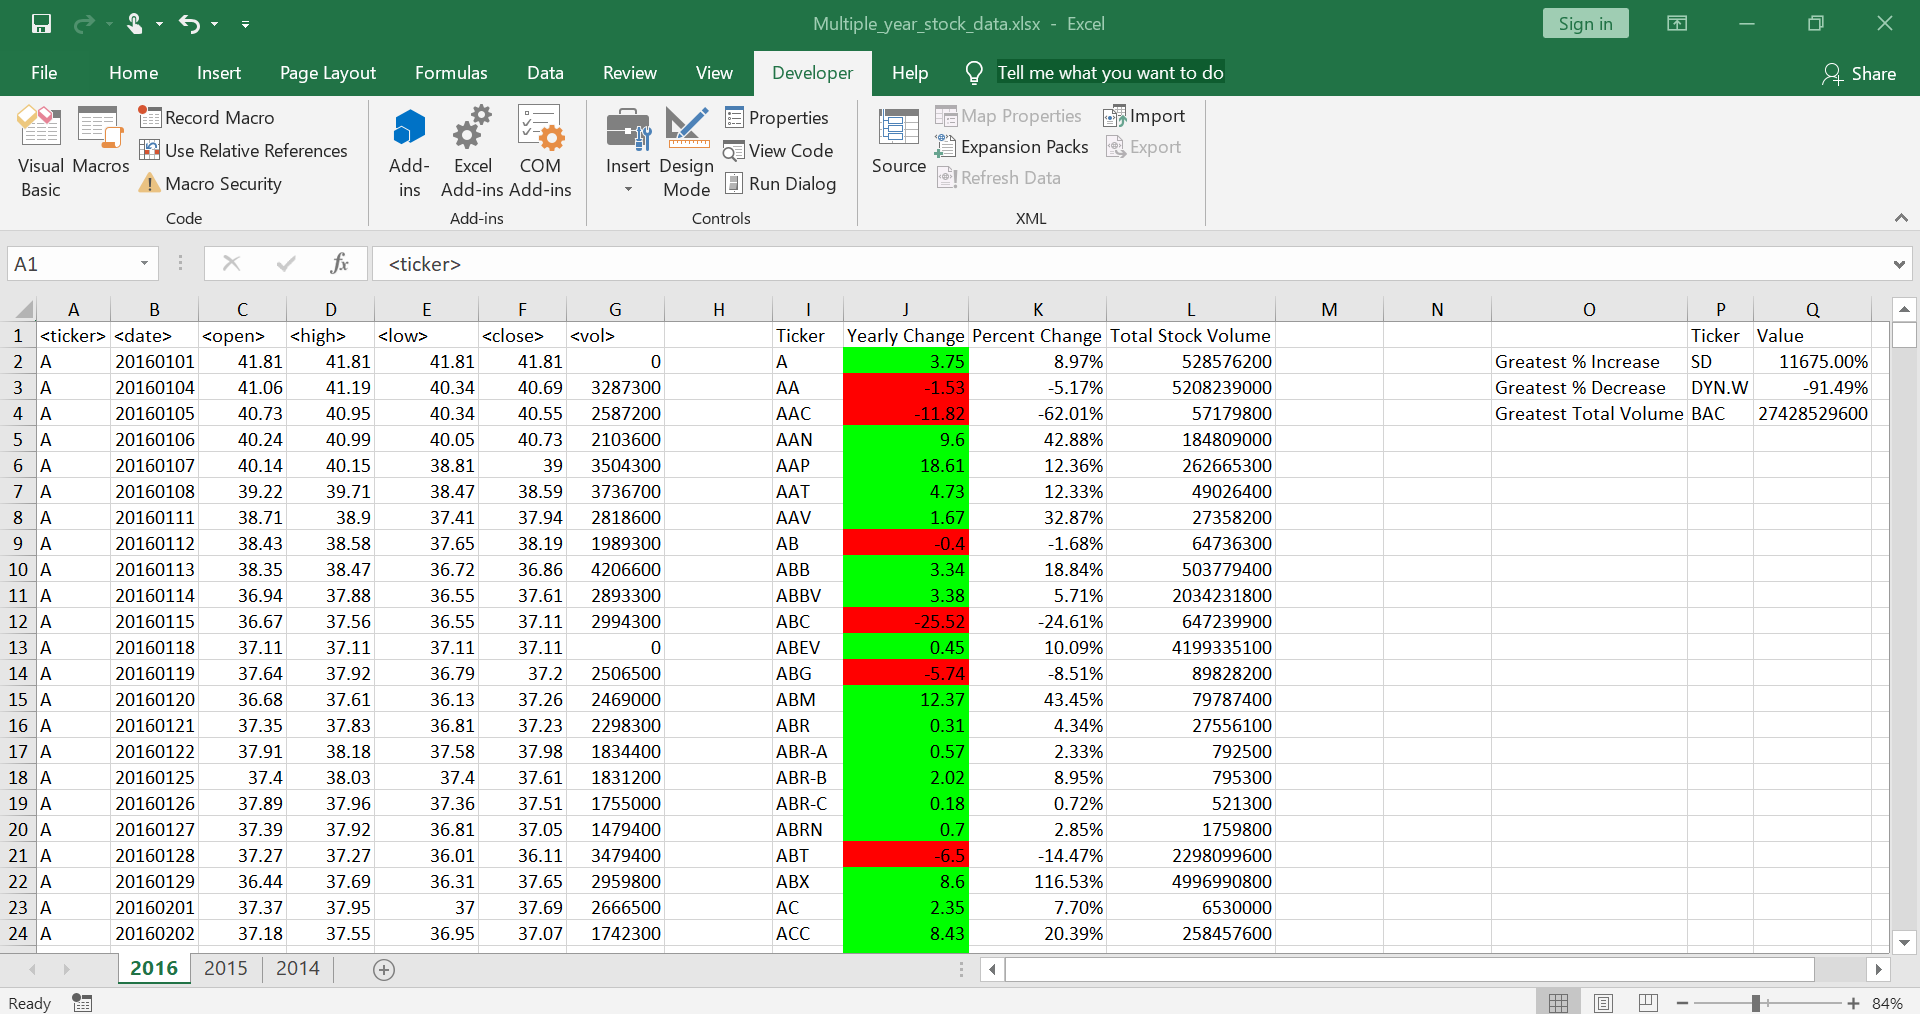 Multiple_year_stock_data.xlsx - Excel
Sign in
File Home Insert Page Layout Formulas Data Review View Developer Help Tell me what you want to do Share
Visual Basic
Macros
Record Macro
Use Relative References
Macro Security
Code
Add-ins
Excel Add-ins
COM Add-ins
Add-ins
Insert
Design Mode
Properties
View Code
Run Dialog
Controls
Source
Map Properties
Expansion Packs
Refresh Data
Import
Export
XML
A1 fx <ticker>
A B C D E F G H I J K L M N O P Q
1 <ticker> <date> <open> <high> <low> <close> <vol> Ticker Yearly Change Percent Change Total Stock Volume Ticker Value
2 A 20160101 41.81 41.81 41.81 41.81 0 A 3.75 8.97% 528576200 Greatest % Increase SD 11675.00%
3 A 20160104 41.06 41.19 40.34 40.69 3287300 AA -1.53 -5.17% 5208239000 Greatest % Decrease DYN.W -91.49%
4 A 20160105 40.73 40.95 40.34 40.55 2587200 AAC -11.82 -62.01% 57179800 Greatest Total Volume BAC 27428529600
5 A 20160106 40.24 40.99 40.05 40.73 2103600 AAN 9.6 42.88% 184809000
6 A 20160107 40.14 40.15 38.81 39 3504300 AAP 18.61 12.36% 262665300
7 A 20160108 39.22 39.71 38.47 38.59 3736700 AAT 4.73 12.33% 49026400
8 A 20160111 38.71 38.9 37.41 37.94 2818600 AAV 1.67 32.87% 27358200
9 A 20160112 38.43 38.58 37.65 38.19 1989300 AB -0.4 -1.68% 64736300
10 A 20160113 38.35 38.47 36.72 36.86 4206600 ABB 3.34 18.84% 503779400
11 A 20160114 36.94 37.88 36.55 37.61 2893300 ABBV 3.38 5.71% 2034231800
12 A 20160115 36.67 37.56 36.55 37.11 2994300 ABC -25.52 -24.61% 647239900
13 A 20160118 37.11 37.11 37.11 37.11 0 ABEV 0.45 10.09% 4199335100
14 A 20160119 37.64 37.92 36.79 37.2 2506500 ABG -5.74 -8.51% 89828200
15 A 20160120 36.68 37.61 36.13 37.26 2469000 ABM 12.37 43.45% 79787400
16 A 20160121 37.35 37.83 36.81 37.23 2298300 ABR 0.31 4.34% 27556100
17 A 20160122 37.91 38.18 37.58 37.98 1834400 ABR-A 0.57 2.33% 792500
18 A 20160125 37.4 38.03 37.4 37.61 1831200 ABR-B 2.02 8.95% 795300
19 A 20160126 37.89 37.96 37.36 37.51 1755000 ABR-C 0.18 0.72% 521300
20 A 20160127 37.39 37.92 36.81 37.05 1479400 ABRN 0.7 2.85% 1759800
21 A 20160128 37.27 37.27 36.01 36.11 3479400 ABT -6.5 -14.47% 2298099600
22 A 20160129 36.44 37.69 36.31 37.65 2959800 ABX 8.6 116.53% 4996990800
23 A 20160201 37.37 37.95 37 37.69 2666500 AC 2.35 7.70% 6530000
24 A 20160202 37.18 37.55 36.95 37.07 1742300 ACC 8.43 20.39% 258457600
2016 2015 2014
Ready 84%